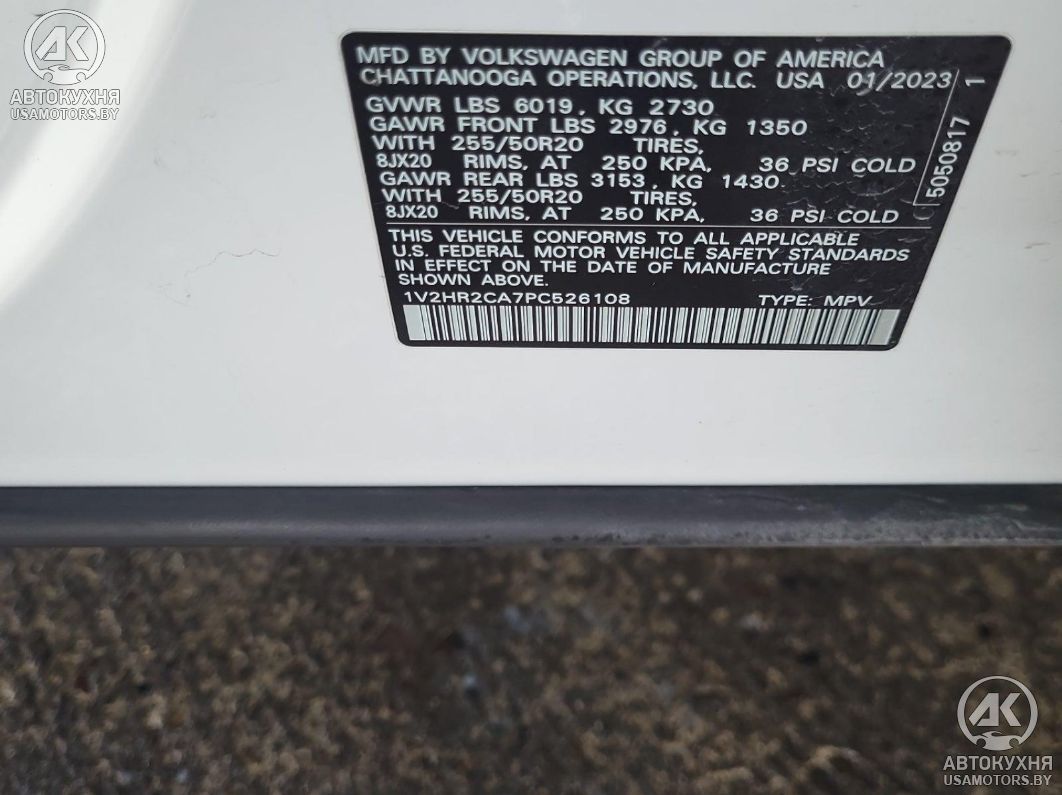 AK
АВТОКУХНЯ
USAMOTORS.BY
MFD BY VOLKSWAGEN GROUP OF AMERICA
CHATTANOOGA OPERATIONS, LLC. USA 01/2023
GVWR LBS 6019, KG 2730
GAWR FRONT LBS 2976, KG 1350
WITH 255/50R20 TIRES,
8JX20 RIMS, AT 250 KPA, 36 PSI COLD
GAWR REAR LBS 3153, KG 1430
WITH 255/50R20 TIRES,
8JX20 RIMS, AT 250 KPA, 36 PSI COLD
5050817 1
THIS VEHICLE CONFORMS TO ALL APPLICABLE
U.S. FEDERAL MOTOR VEHICLE SAFETY STANDARDS
IN EFFECT ON THE DATE OF MANUFACTURE
SHOWN ABOVE.
1V2HR2CA7PC526108 TYPE: MPV
AK
АВТОКУХНЯ
USAMOTORS.BY